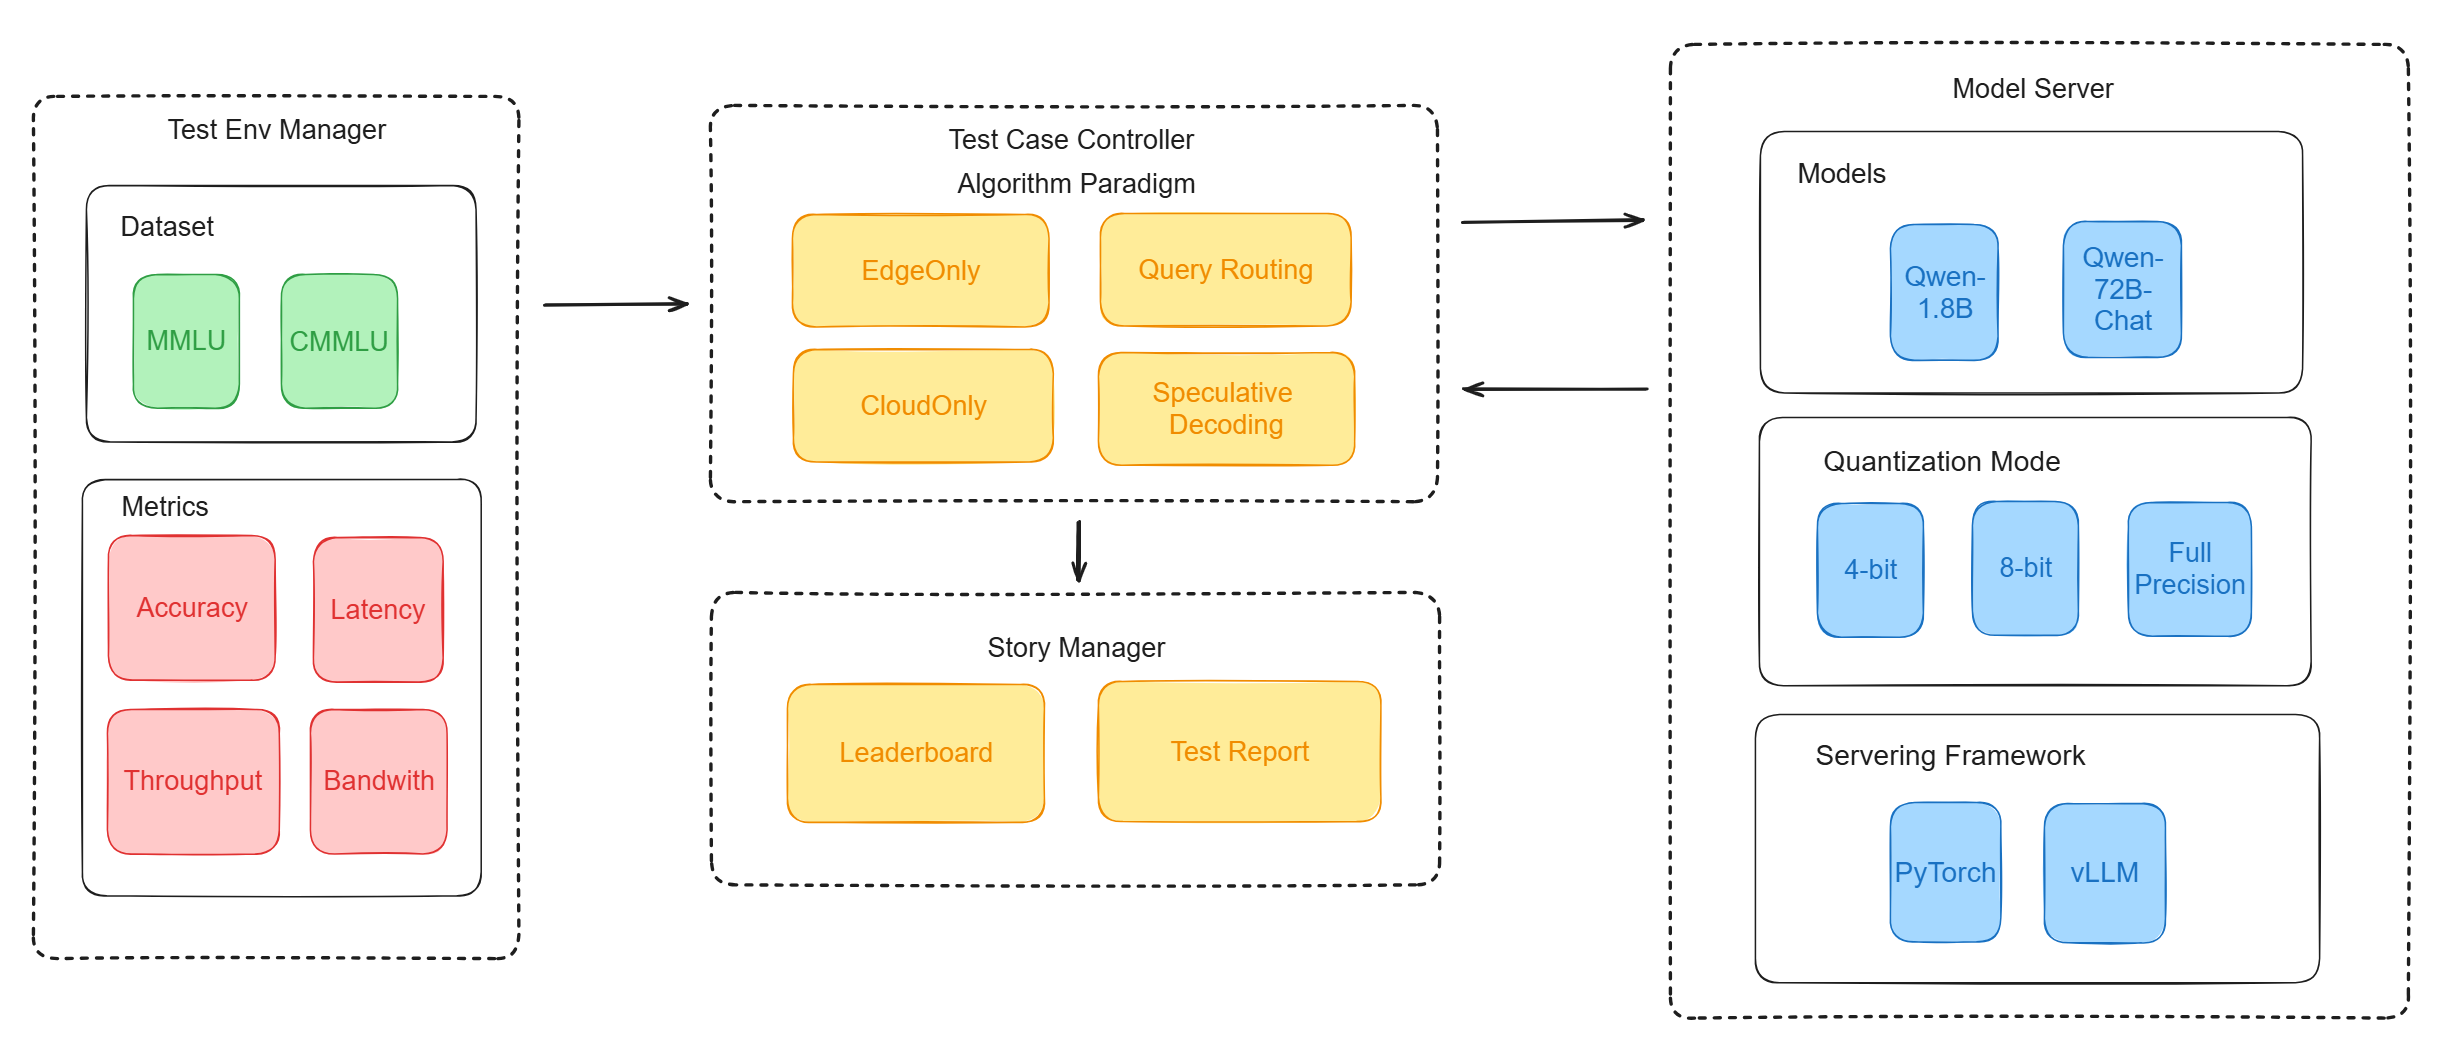 Test Env Manager
Dataset
MMLU
CMMLU
Metrics
Accuracy
Latency
Throughput
Bandwith
Test Case Controller
Algorithm Paradigm
EdgeOnly
Query Routing
CloudOnly
Speculative
Decoding
Story Manager
Leaderboard
Test Report
Model Server
Models
Qwen-
1.8B
Qwen-
72B-
Chat
Quantization Mode
4-bit
8-bit
Full
Precision
Servering Framework
PyTorch
vLLM